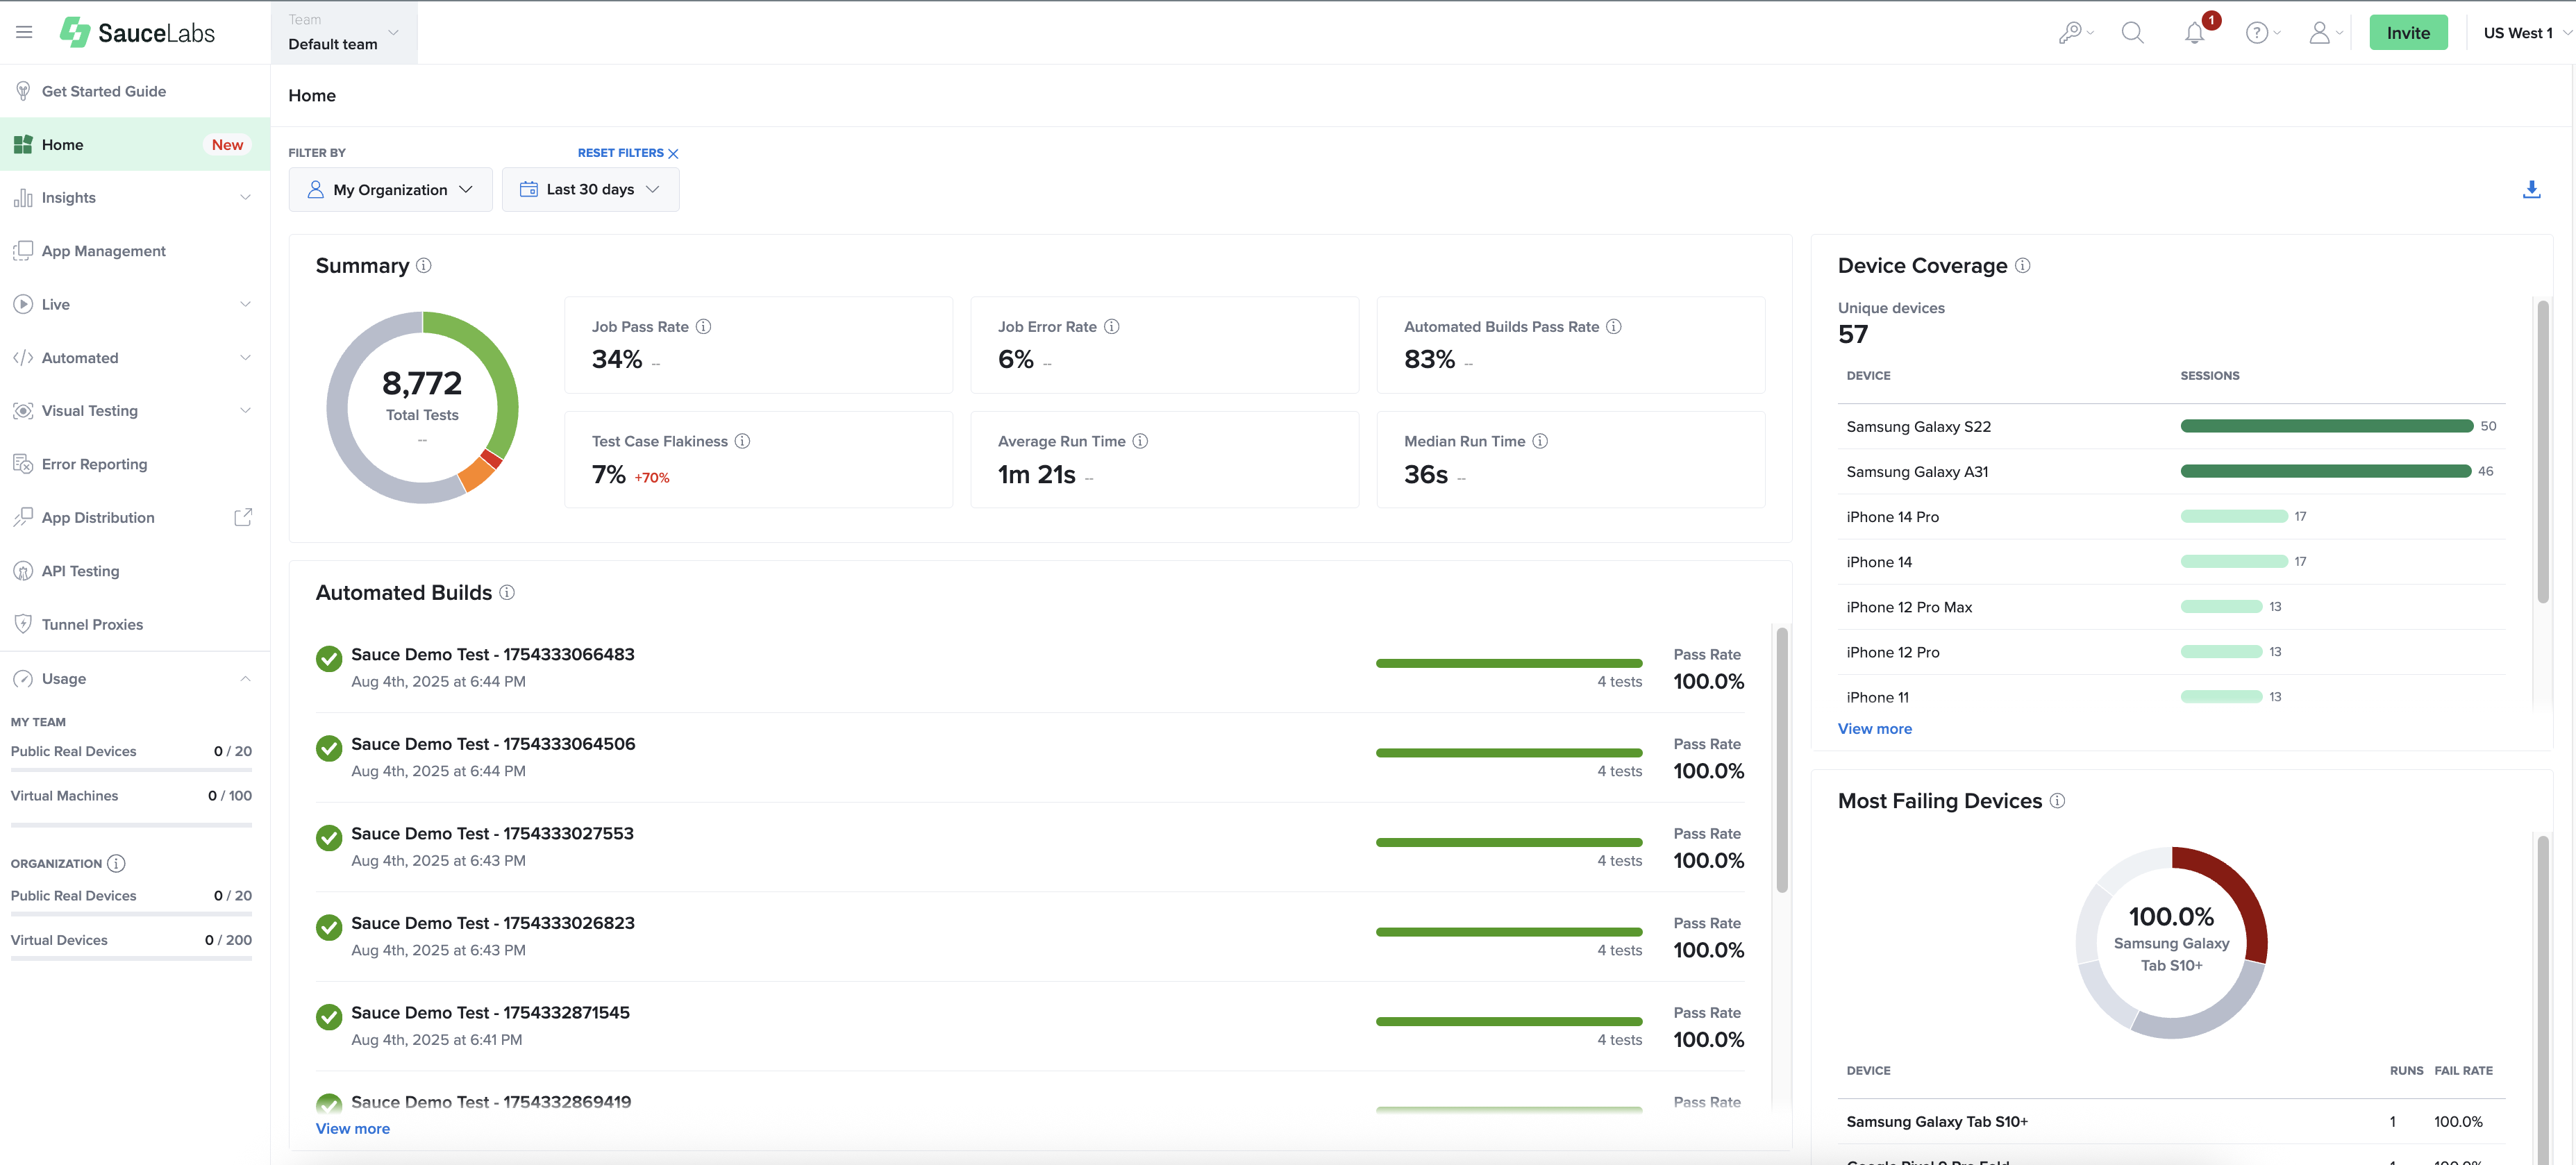 SauceLabs
Team
Default team
1
?
Invite
US West 1
Get Started Guide
Home New
Insights
App Management
Live
Automated
Visual Testing
Error Reporting
App Distribution
API Testing
Tunnel Proxies
Usage
MY TEAM
Public Real Devices 0 / 20
Virtual Machines 0 / 100
ORGANIZATION
Public Real Devices 0 / 20
Virtual Devices 0 / 200
Home
FILTER BY RESET FILTERS
My Organization Last 30 days
Summary
8,772
Total Tests
--
Job Pass Rate
34% --
Job Error Rate
6% --
Automated Builds Pass Rate
83% --
Test Case Flakiness
7% +70%
Average Run Time
1m 21s --
Median Run Time
36s --
Automated Builds
Sauce Demo Test - 1754333066483
Aug 4th, 2025 at 6:44 PM
4 tests
Pass Rate
100.0%
Sauce Demo Test - 1754333064506
Aug 4th, 2025 at 6:44 PM
4 tests
Pass Rate
100.0%
Sauce Demo Test - 1754333027553
Aug 4th, 2025 at 6:43 PM
4 tests
Pass Rate
100.0%
Sauce Demo Test - 1754333026823
Aug 4th, 2025 at 6:43 PM
4 tests
Pass Rate
100.0%
Sauce Demo Test - 1754332871545
Aug 4th, 2025 at 6:41 PM
4 tests
Pass Rate
100.0%
Sauce Demo Test - 1754332869419
Pass Rate
View more
Device Coverage
Unique devices
57
DEVICE SESSIONS
Samsung Galaxy S22 50
Samsung Galaxy A31 46
iPhone 14 Pro 17
iPhone 14 17
iPhone 12 Pro Max 13
iPhone 12 Pro 13
iPhone 11 13
View more
Most Failing Devices
100.0%
Samsung Galaxy
Tab S10+
DEVICE RUNS FAIL RATE
Samsung Galaxy Tab S10+ 1 100.0%